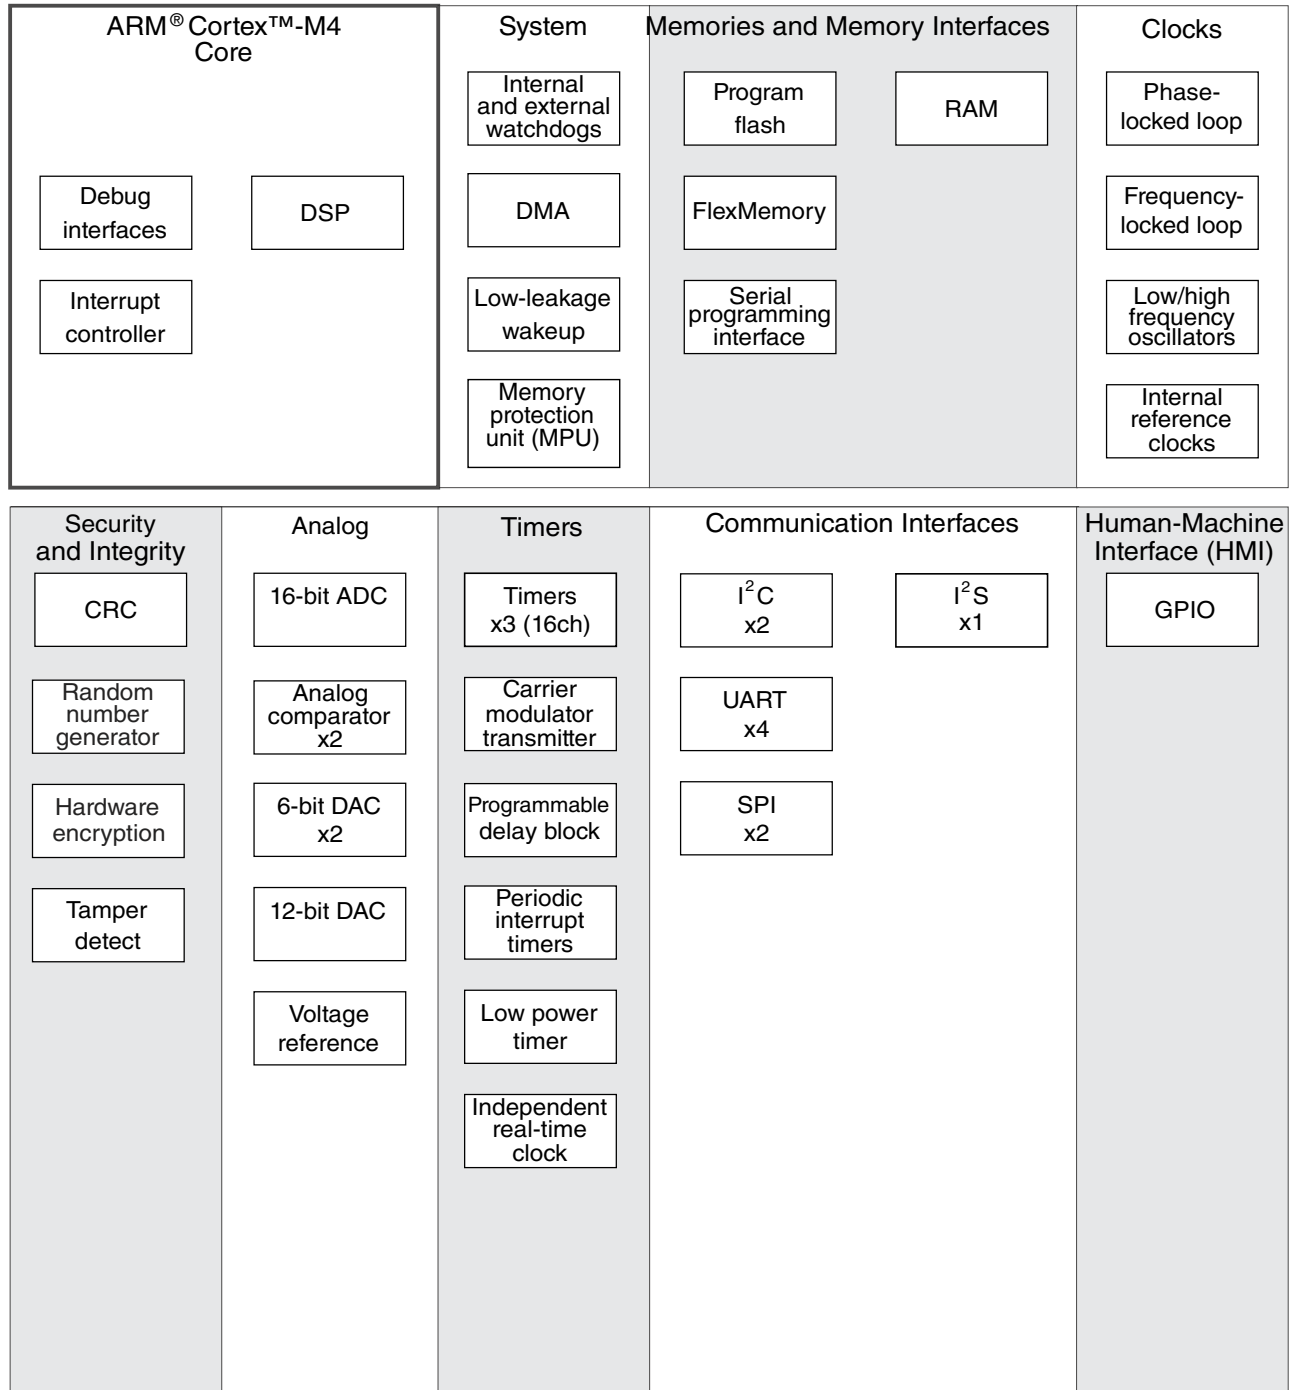 ARM® Cortex™-M4
Core
Debug
interfaces
DSP
Interrupt
controller
System
Internal
and external
watchdogs
DMA
Low-leakage
wakeup
Memory
protection
unit (MPU)
Memories and Memory Interfaces
Program
flash
RAM
FlexMemory
Serial
programming
interface
Clocks
Phase-
locked loop
Frequency-
locked loop
Low/high
frequency
oscillators
Internal
reference
clocks
Security
and Integrity
CRC
Random
number
generator
Hardware
encryption
Tamper
detect
Analog
16-bit ADC
Analog
comparator
x2
6-bit DAC
x2
12-bit DAC
Voltage
reference
Timers
Timers
x3 (16ch)
Carrier
modulator
transmitter
Programmable
delay block
Periodic
interrupt
timers
Low power
timer
Independent
real-time
clock
Communication Interfaces
I²C
x2
I²S
x1
UART
x4
SPI
x2
Human-Machine
Interface (HMI)
GPIO